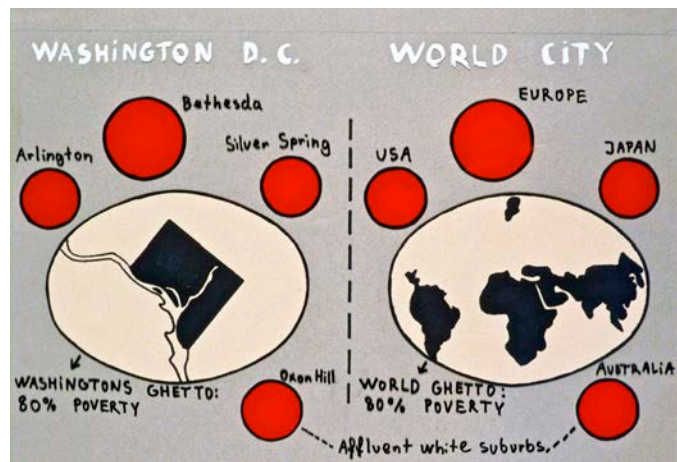 WASHINGTON D.C.
WORLD CITY
Bethesda
Arlington
Silver Spring
EUROPE
USA
JAPAN
WASHINGTONS GHETTO:
80% POVERTY
Oxon Hill
WORLD GHETTO:
80% POVERTY
AUSTRALIA
Affluent white suburbs.